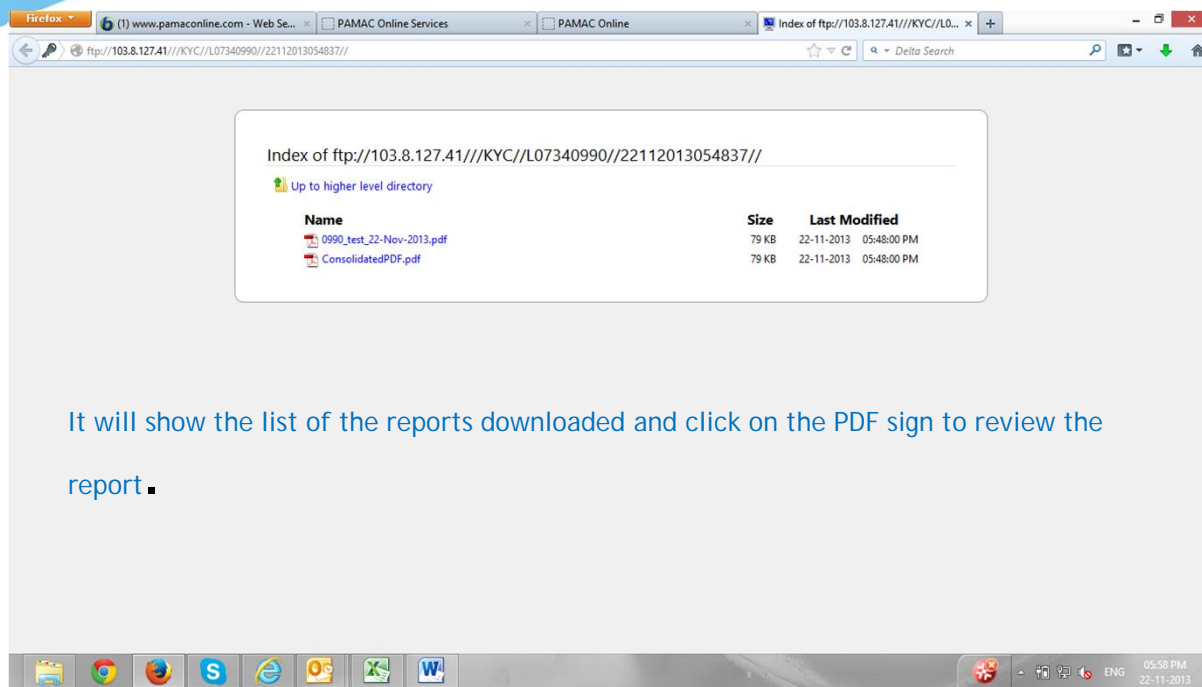 Firefox
(1) www.pamaconline.com - Web Se...
PAMAC Online Services
PAMAC Online
Index of ftp://103.8.127.41///KYC//L0...
ftp://103.8.127.41///KYC//L07340990//22112013054837//
Delta Search
Index of ftp://103.8.127.41///KYC//L07340990//22112013054837//
Up to higher level directory
Name Size Last Modified
0990_test_22-Nov-2013.pdf 79 KB 22-11-2013 05:48:00 PM
ConsolidatedPDF.pdf 79 KB 22-11-2013 05:48:00 PM
It will show the list of the reports downloaded and click on the PDF sign to review the
report.
ENG
05:58 PM
22-11-2013